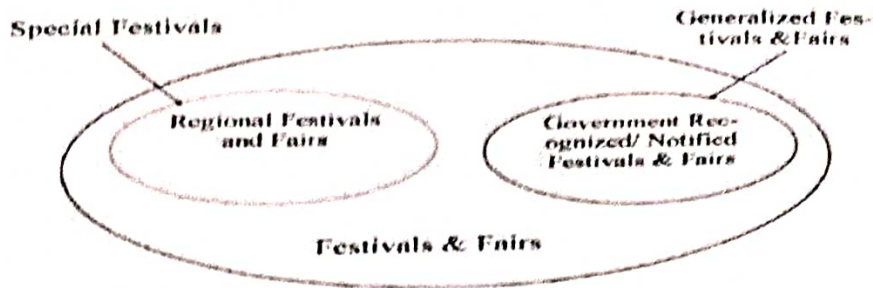 Special Festivals
Generalized Fes-
tivals & Fairs
Regional Festivals
and Fairs
Government Rec-
ognized/ Notified
Festivals & Fairs
Festivals & Fairs